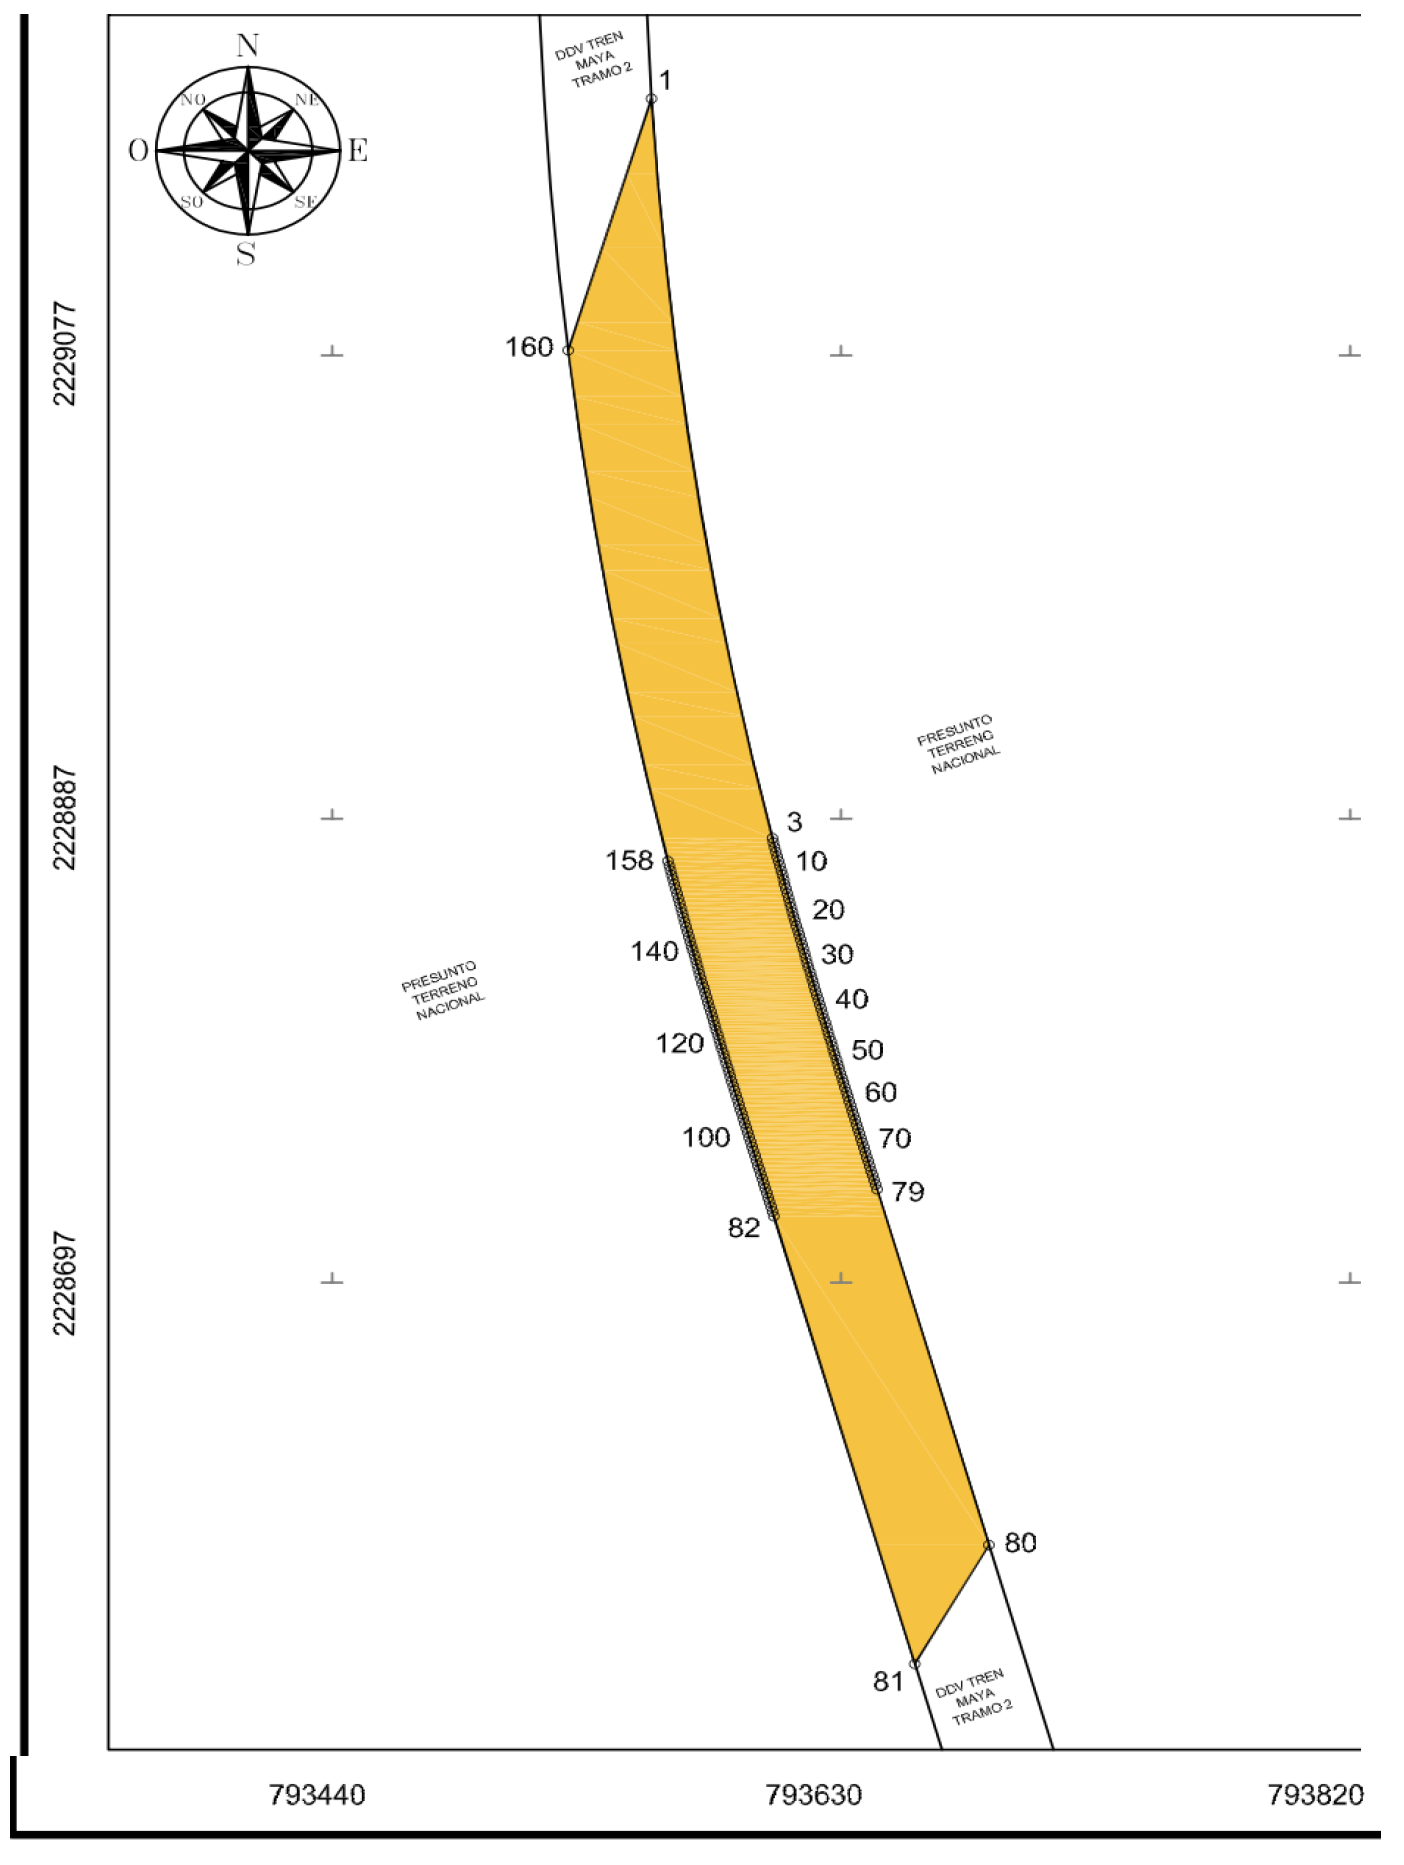 N
NO
NE
O
E
SO
SE
S
DDV TREN
MAYA
TRAMO 2
1
2229077
160
PRESUNTO
TERRENO
NACIONAL
2228887
3
158
10
20
140
30
PRESUNTO
TERRENO
NACIONAL
40
120
50
60
100
70
79
82
2228697
80
81
DDV TREN
MAYA
TRAMO 2
793440
793630
793820